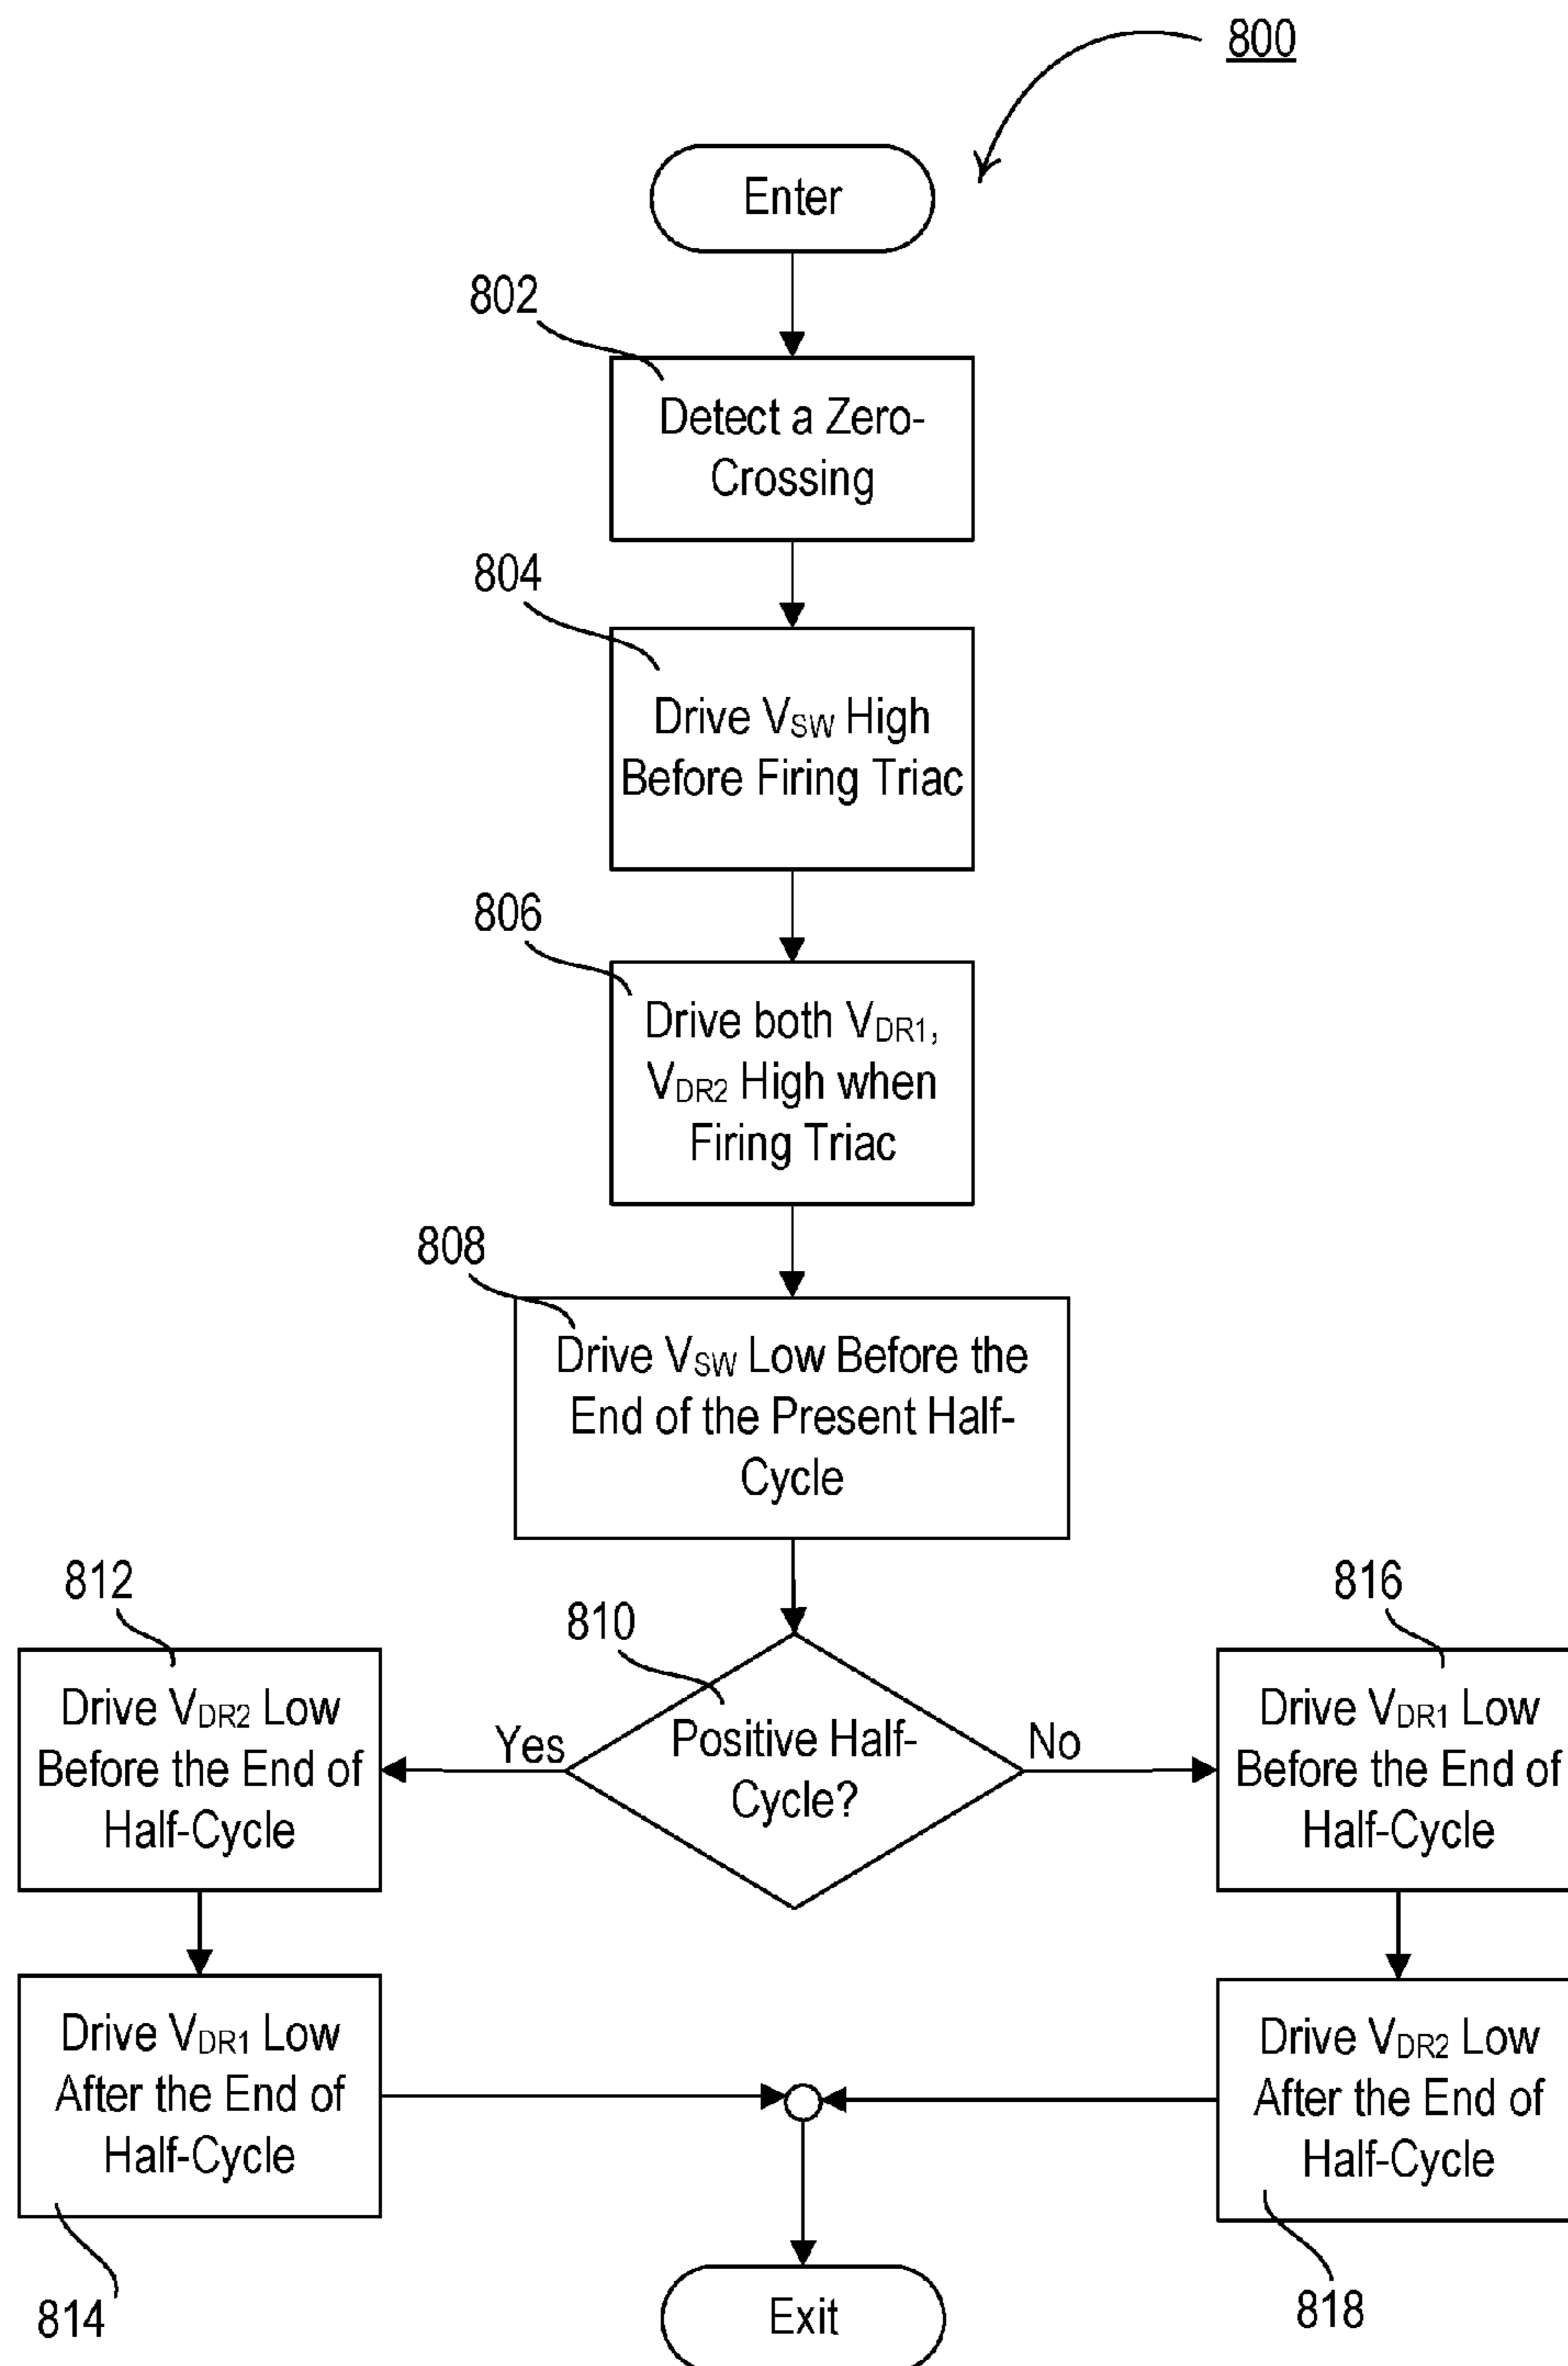 800
Enter
802
Detect a Zero-
Crossing
804
Drive VSW High
Before Firing Triac
806
Drive both VDR1,
VDR2 High when
Firing Triac
808
Drive VSW Low Before the
End of the Present Half-
Cycle
810
Positive Half-
Cycle?
Yes
No
812
Drive VDR2 Low
Before the End of
Half-Cycle
816
Drive VDR1 Low
Before the End of
Half-Cycle
Drive VDR1 Low
After the End of
Half-Cycle
814
Drive VDR2 Low
After the End of
Half-Cycle
818
Exit